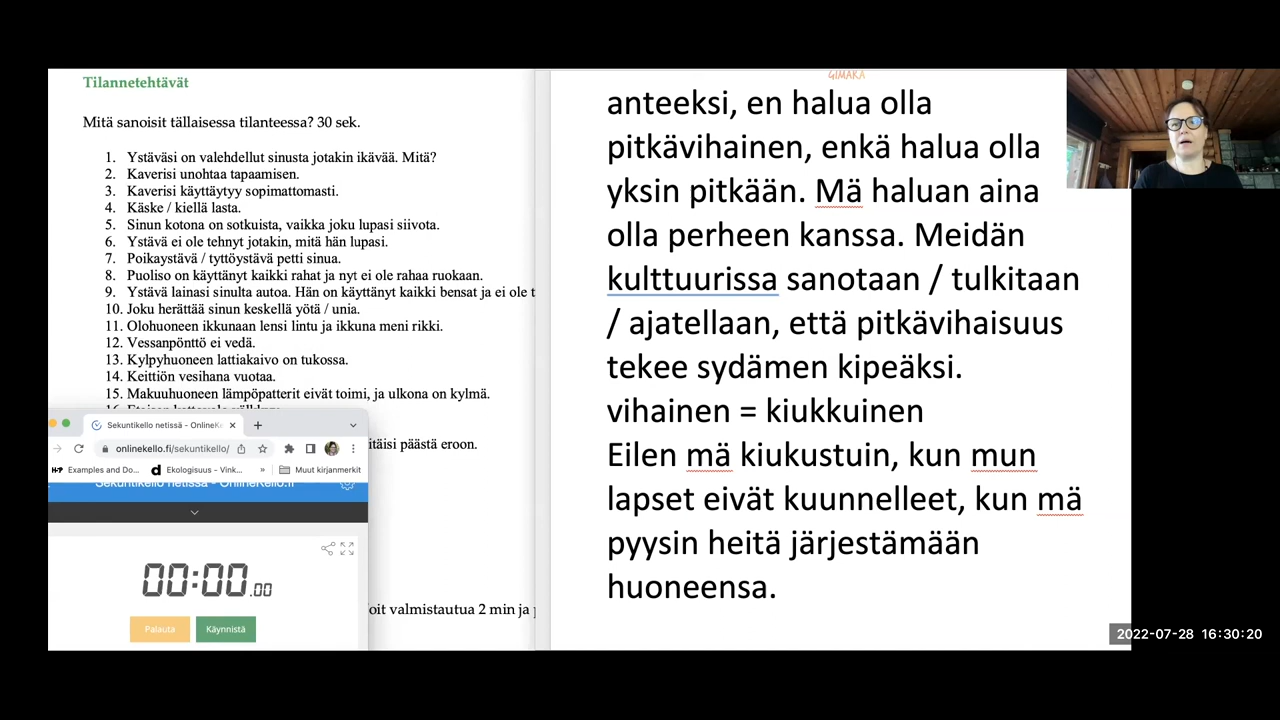 Tilannetehtävät
Mitä sanoisit tällaisessa tilanteessa? 30 sek.
1. Ystäväsi on valehdellut sinusta jotakin ikävää. Mitä?
2. Kaverisi unohtaa tapaamisen.
3. Kaverisi käyttäytyy sopimattomasti.
4. Käske / kiellä lasta.
5. Sinun kotona on sotkuista, vaikka joku lupasi siivota.
6. Ystävä ei ole tehnyt jotakin, mitä hän lupasi.
7. Poikaystävä / tyttöystävä petti sinua.
8. Puoliso on käyttänyt kaikki rahat ja nyt ei ole rahaa ruokaan.
9. Ystävä lainasi sinulta autoa. Hän on käyttänyt kaikki bensat ja ei ole t
10. Joku herättää sinun keskellä yötä / unia.
11. Olohuoneen ikkunaan lensi lintu ja ikkuna meni rikki.
12. Vessanpönttö ei vedä.
13. Kylpyhuoneen lattiakaivo on tukossa.
14. Keittiön vesihana vuotaa.
15. Makuuhuoneen lämpöpatterit eivät toimi, ja ulkona on kylmä.
itäisi päästä eroon.
oit valmistautua 2 min ja
Sekuntikello netissä - OnlineK
onlinekello.fi/sekuntikello/
Examples and Do...
Ekologisuus - Vink...
»
Muut kirjanmerkit
Sekuntikello netissä - OnlineKello.fi
00:00.00
Palauta
Käynnistä
GIMARA
anteeksi, en halua olla
pitkävihainen, enkä halua olla
yksin pitkään. Mä haluan aina
olla perheen kanssa. Meidän
kulttuurissa sanotaan / tulkitaan
/ ajatellaan, että pitkävihaisuus
tekee sydämen kipeäksi.
vihainen = kiukkuinen
Eilen mä kiukustuin, kun mun
lapset eivät kuunnelleet, kun mä
pyysin heitä järjestämään
huoneensa.
2022-07-28 16:30:20